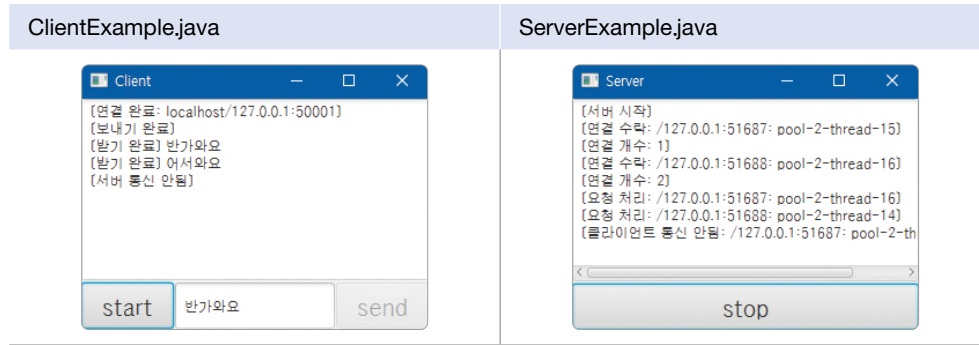 ClientExample.java
ServerExample.java
Client
[연결 완료: localhost/127.0.0.1:50001]
[보내기 완료]
[받기 완료] 반가와요
[받기 완료] 어서와요
[서버 통신 안됨]
start
반가와요
send
Server
[서버 시작]
[연결 수락: /127.0.0.1:51687: pool-2-thread-15]
[연결 개수: 1]
[연결 수락: /127.0.0.1:51688: pool-2-thread-16]
[연결 개수: 2]
[요청 처리: /127.0.0.1:51687: pool-2-thread-16]
[요청 처리: /127.0.0.1:51688: pool-2-thread-14]
[클라이언트 통신 안됨: /127.0.0.1:51687: pool-2-th
stop